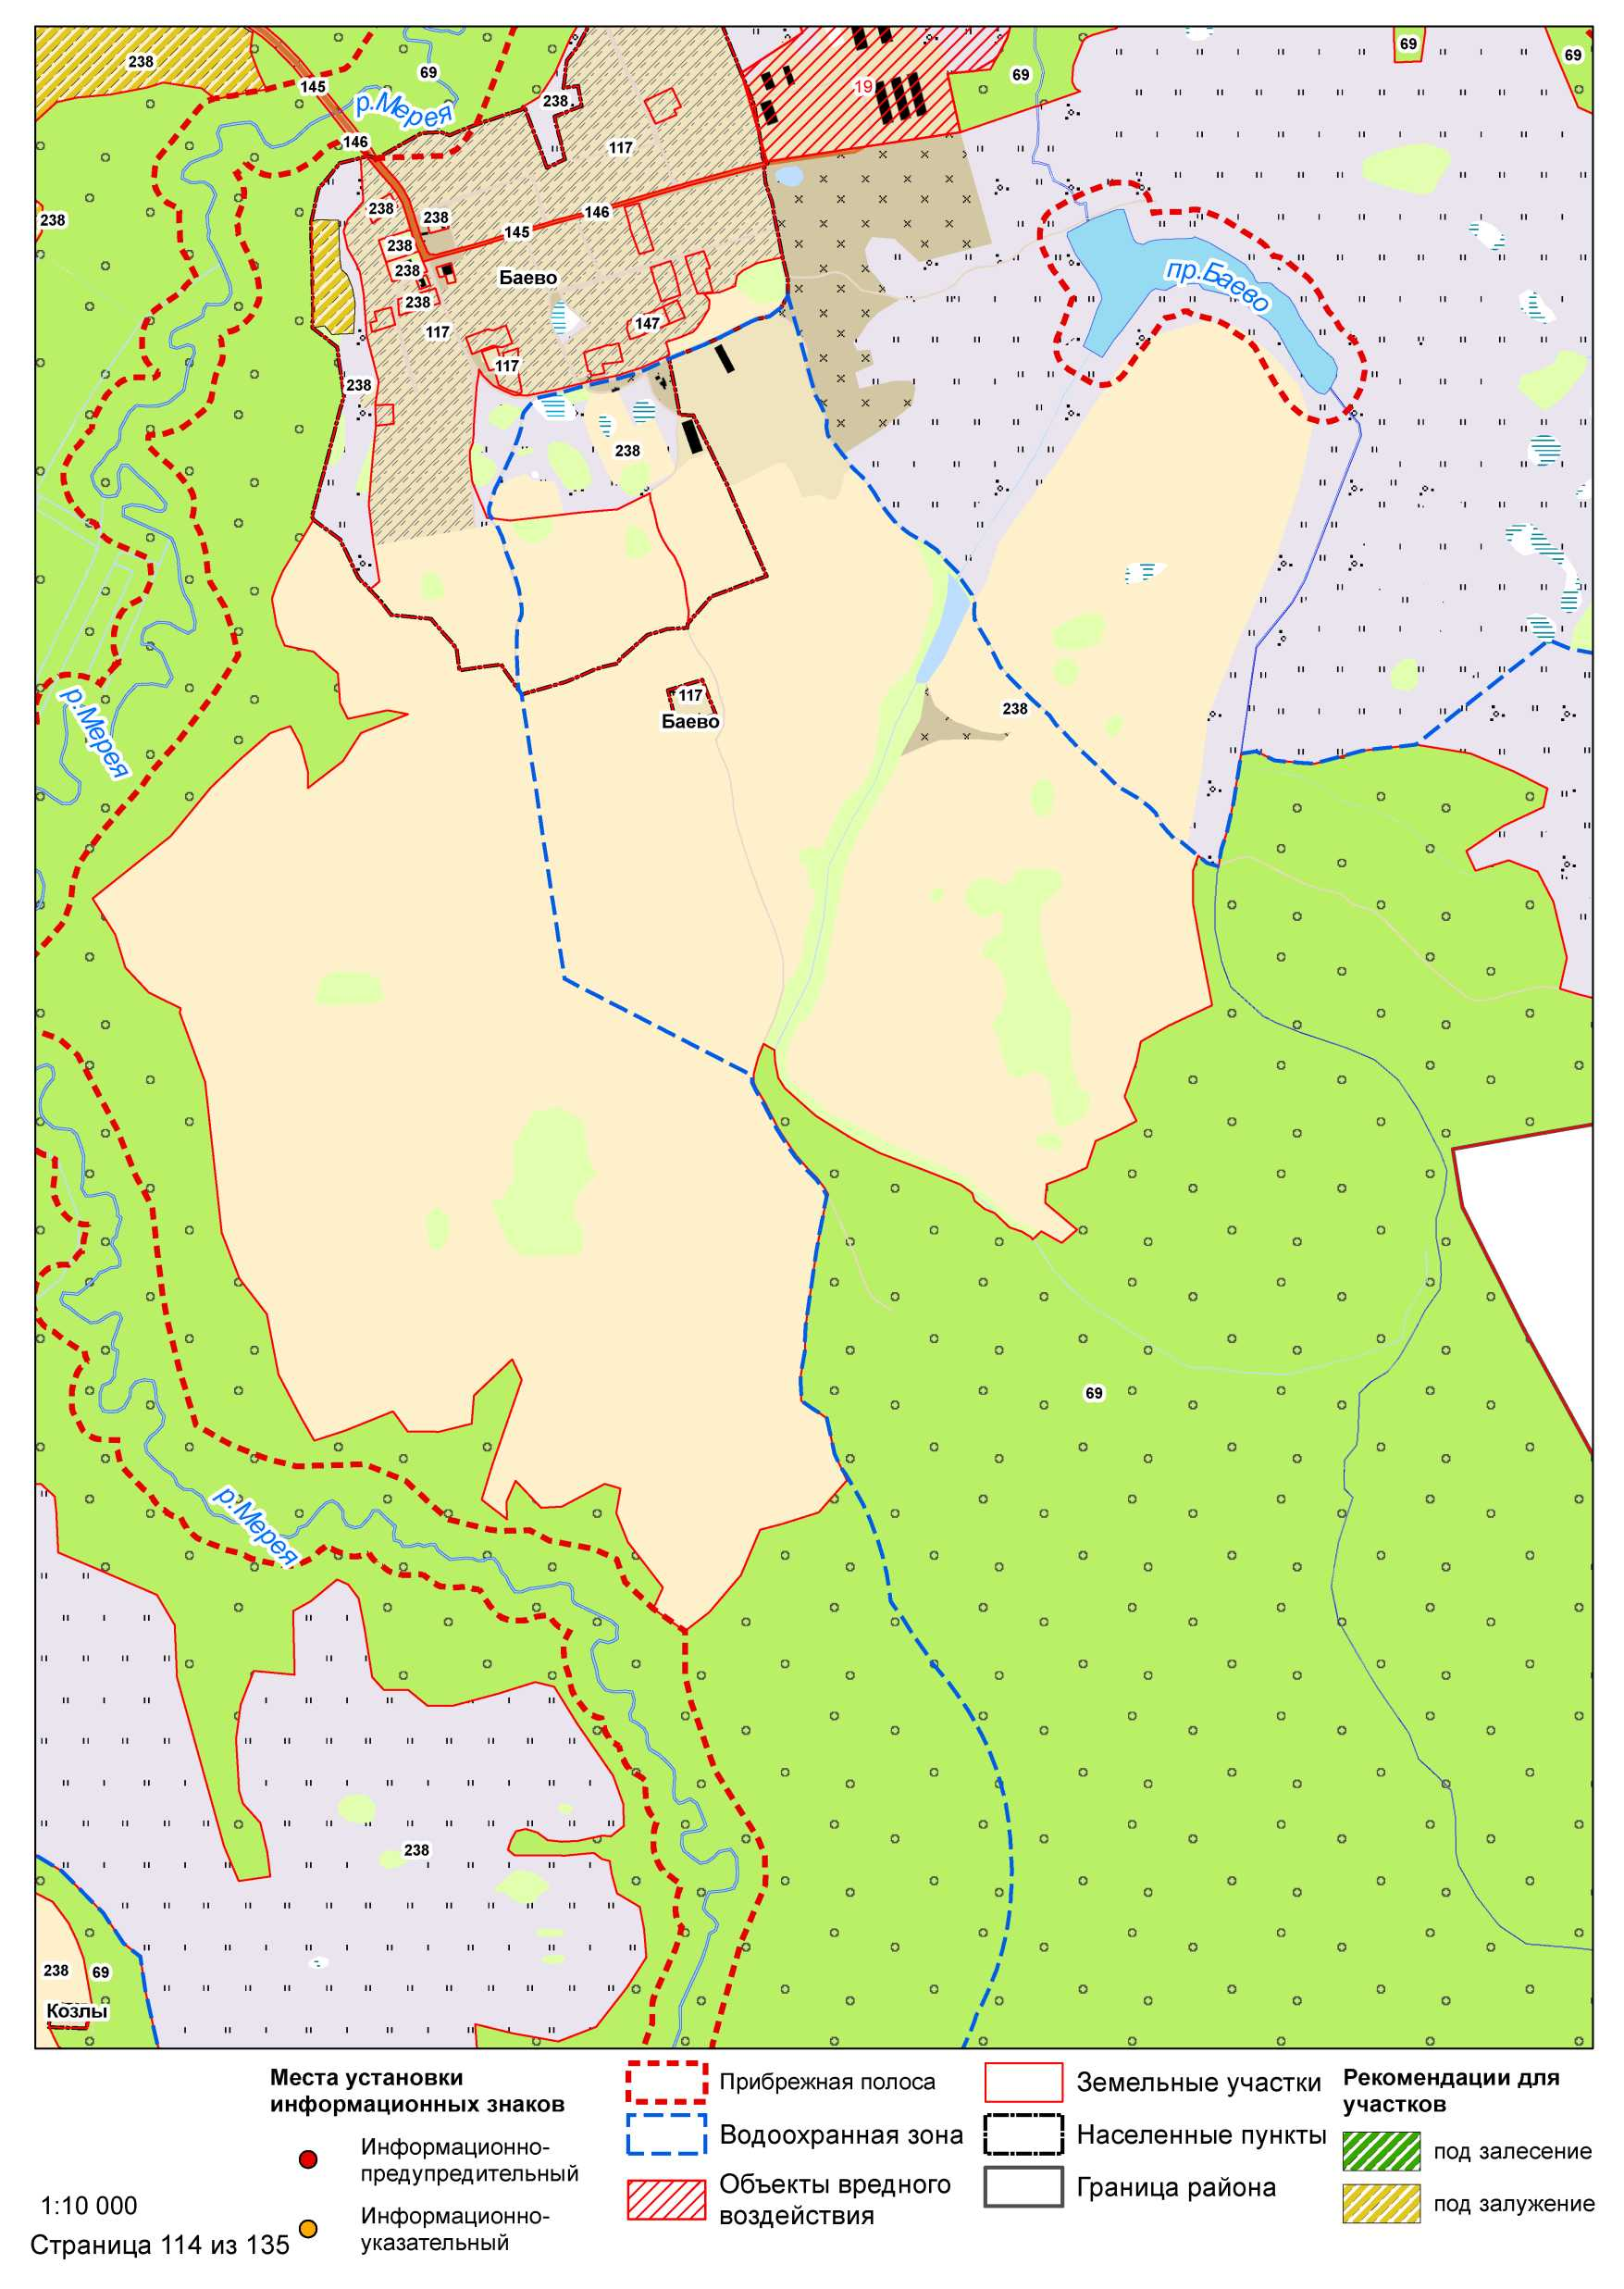 238
145
69
р.Мерея
238
117
19
69
69
69
146
238
238
238
238
145
146
238
238
Баево
пр.Баево
117
147
117
238
238
р.Мерея
117
Баево
238
69
р.Мерея
238
238
69
Козлы
Места установки
информационных знаков
Информационно-
предупредительный
Информационно-
указательный
1:10 000
Страница 114 из 135
Прибрежная полоса
Водоохранная зона
Объекты вредного
воздействия
Земельные участки
Населенные пункты
Граница района
Рекомендации для
участков
под залесение
под залужение